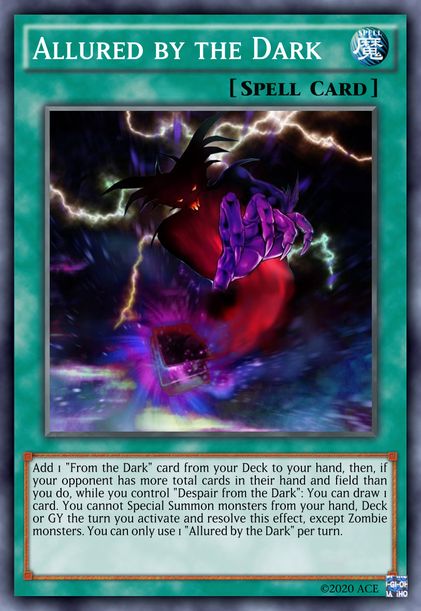 ALLURED BY THE DARK
SPELL
魔
[SPELL CARD]
Add 1 "From the Dark" card from your Deck to your hand, then, if
your opponent has more total cards in their hand and field than
you do, while you control "Despair from the Dark": You can draw 1
card. You cannot Special Summon monsters from your hand, Deck
or GY the turn you activate and resolve this effect, except Zombie
monsters. You can only use 1 "Allured by the Dark" per turn.
©2020 ACE